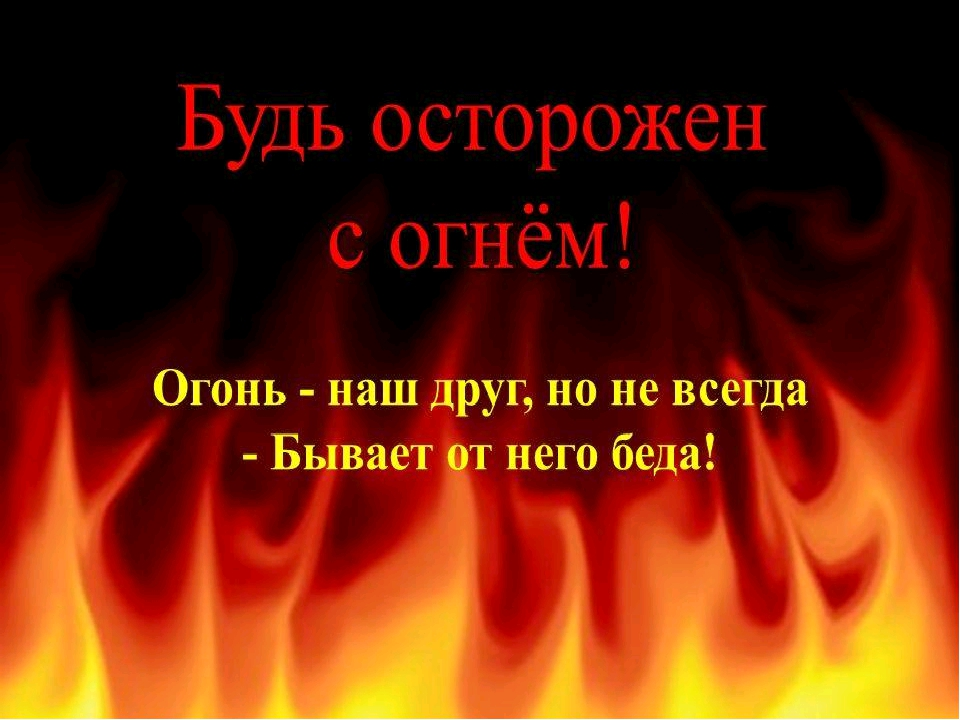 Будь осторожен
с огнём!
Огонь - наш друг, но не всегда
- Бывает от него беда!